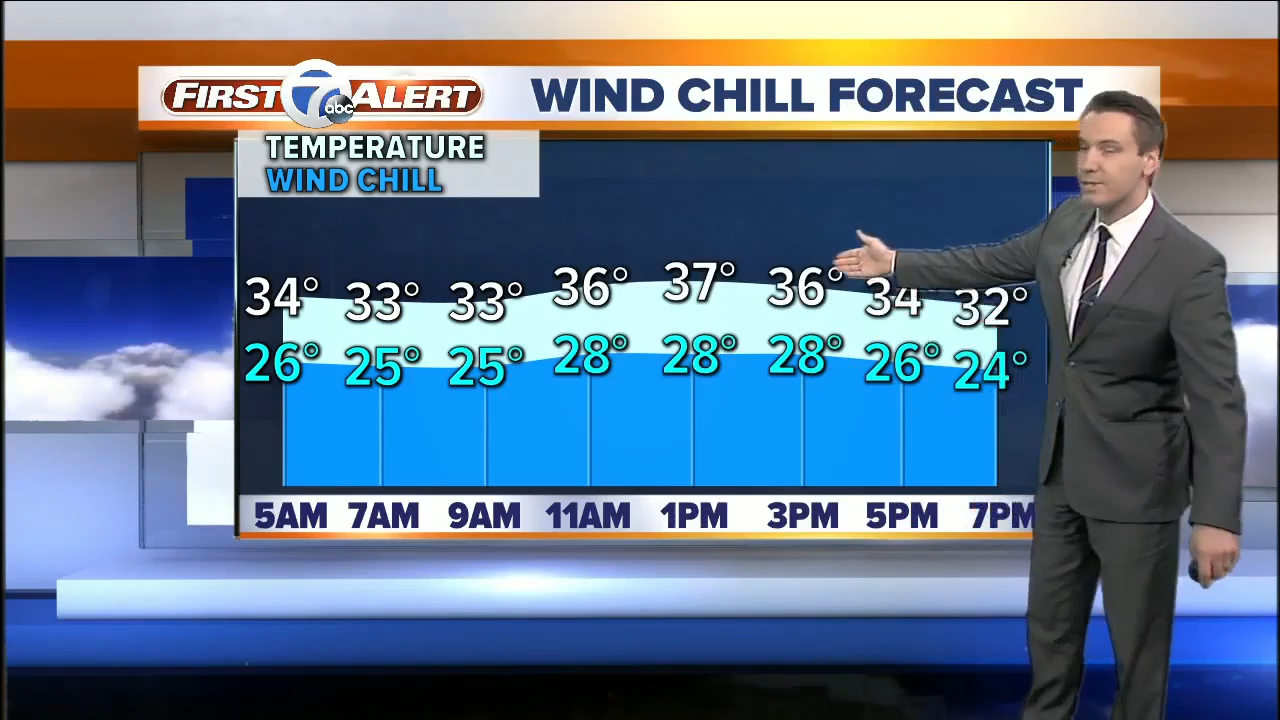 FIRST 7 abc ALERT WIND CHILL FORECAST
TEMPERATURE
WIND CHILL
34° 33° 33° 36° 37° 36° 34 32°
26° 25° 25° 28° 28° 28° 26° 24°
5AM 7AM 9AM 11AM 1PM 3PM 5PM 7PM